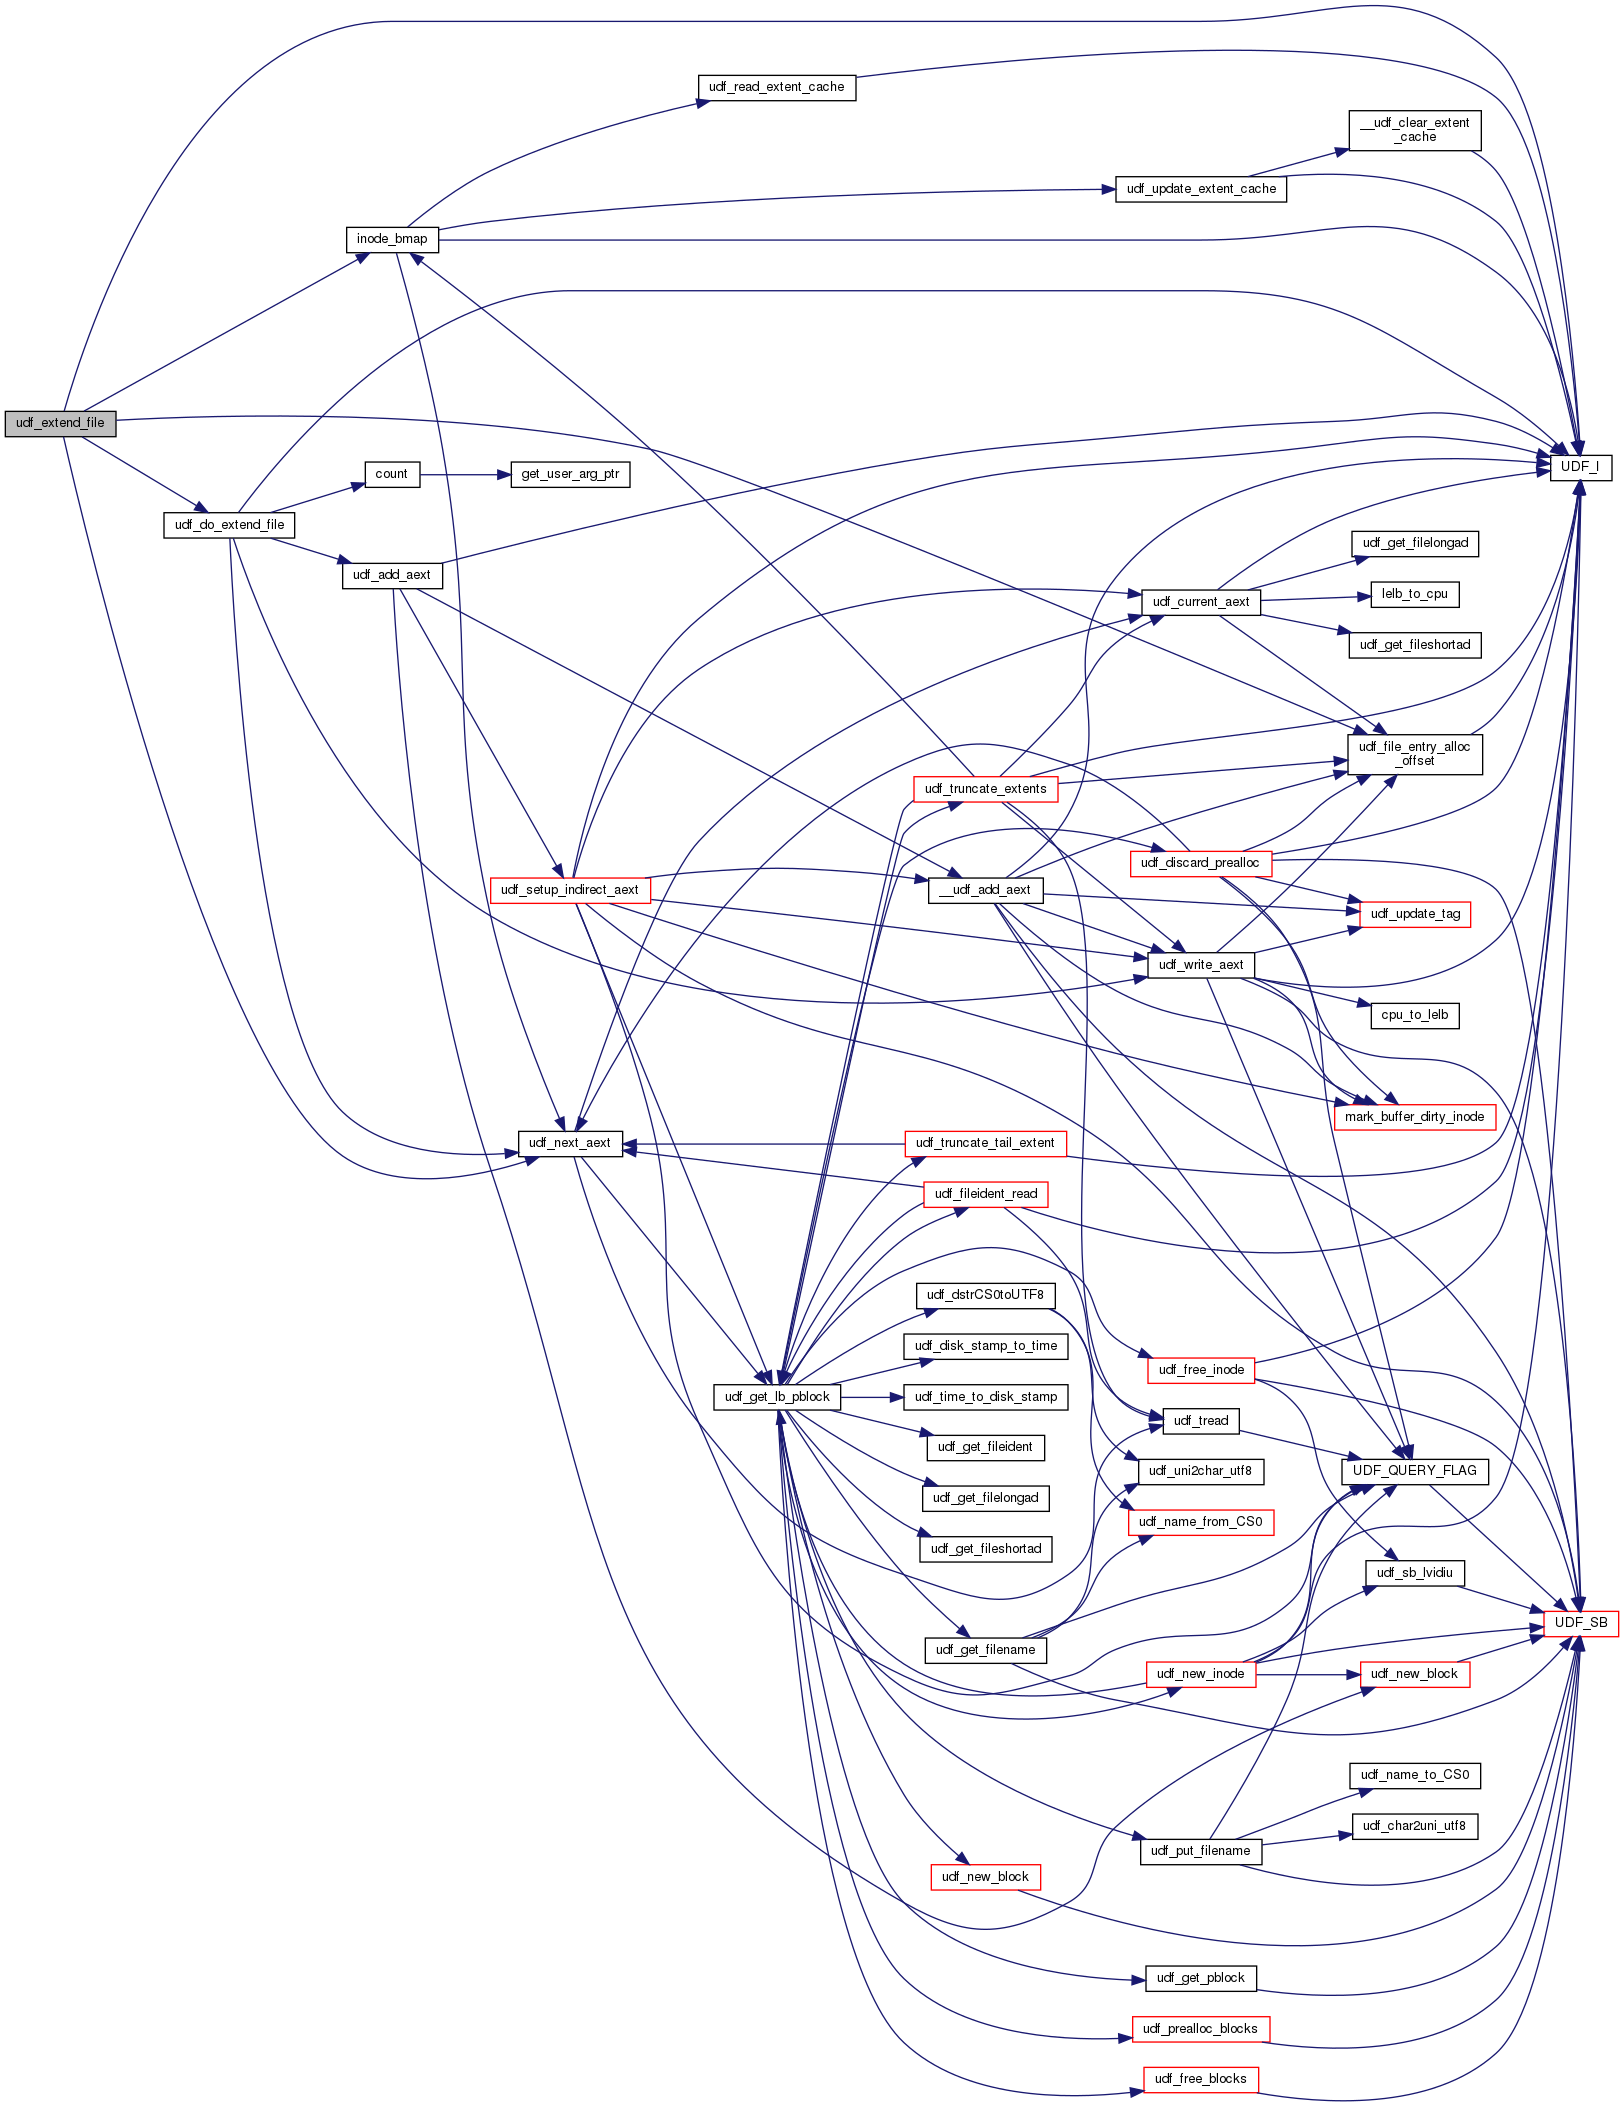 udf_read_extent_cache
__udf_clear_extent
_cache
udf_update_extent_cache
inode_bmap
udf_extend_file
UDF_I
count
get_user_arg_ptr
udf_do_extend_file
udf_get_filelongad
udf_add_aext
lelb_to_cpu
udf_current_aext
udf_get_fileshortad
udf_file_entry_alloc
_offset
udf_truncate_extents
udf_discard_prealloc
udf_setup_indirect_aext
__udf_add_aext
udf_update_tag
udf_write_aext
cpu_to_lelb
mark_buffer_dirty_inode
udf_next_aext
udf_truncate_tail_extent
udf_fileident_read
udf_dstrCS0toUTF8
udf_disk_stamp_to_time
udf_free_inode
udf_get_lb_pblock
udf_time_to_disk_stamp
udf_tread
udf_get_fileident
udf_uni2char_utf8
UDF_QUERY_FLAG
udf_get_filelongad
udf_name_from_CS0
udf_get_fileshortad
udf_sb_lvidiu
UDF_SB
udf_get_filename
udf_new_inode
udf_new_block
udf_name_to_CS0
udf_char2uni_utf8
udf_put_filename
udf_new_block
udf_get_pblock
udf_prealloc_blocks
udf_free_blocks